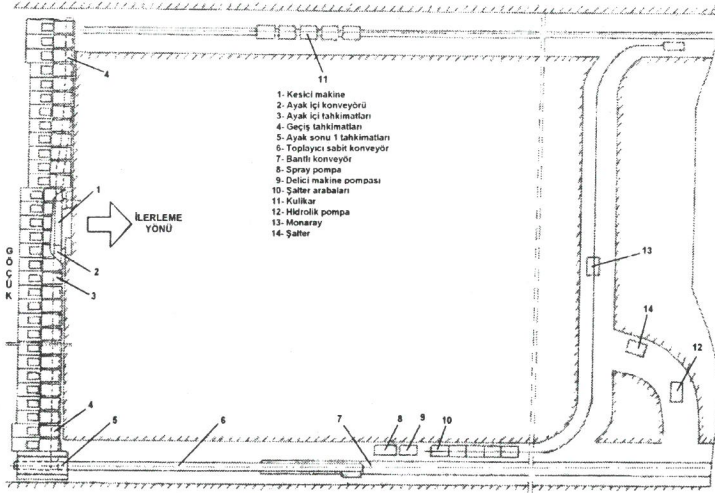 4
11
1- Kesici makine
2- Ayak içi konveyörü
3- Ayak içi tahkimatları
4- Geçiş tahkimatları
5- Ayak sonu 1 tahkimatları
6- Toplayıcı sabit konveyör
7- Bantlı konveyör
8- Spray pompa
9- Delici makine pompası
10- Şalter arabaları
11- Kulikar
12- Hidrolik pompa
13- Monaray
14- Şalter
1
İLERLEME
YÖNÜ
GÖÇÜK
2
3
13
14
12
4
5
6
7
8
9
10